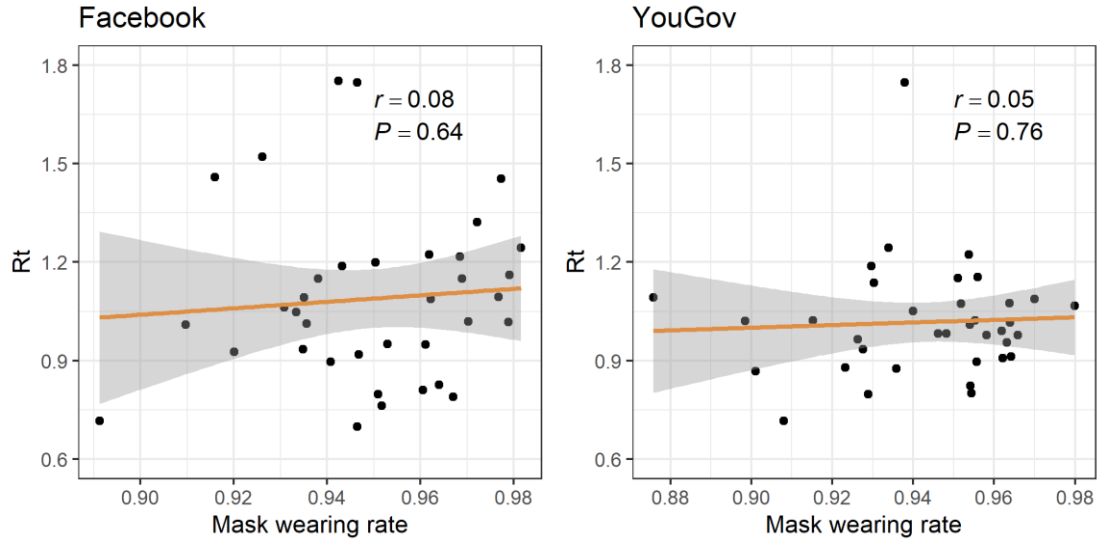 Facebook
1.8
1.5
1.2
0.9
0.6
Rt
r = 0.08
P = 0.64
0.90 0.92 0.94 0.96 0.98
Mask wearing rate
YouGov
1.8
1.5
1.2
0.9
0.6
Rt
r = 0.05
P = 0.76
0.88 0.90 0.92 0.94 0.96 0.98
Mask wearing rate